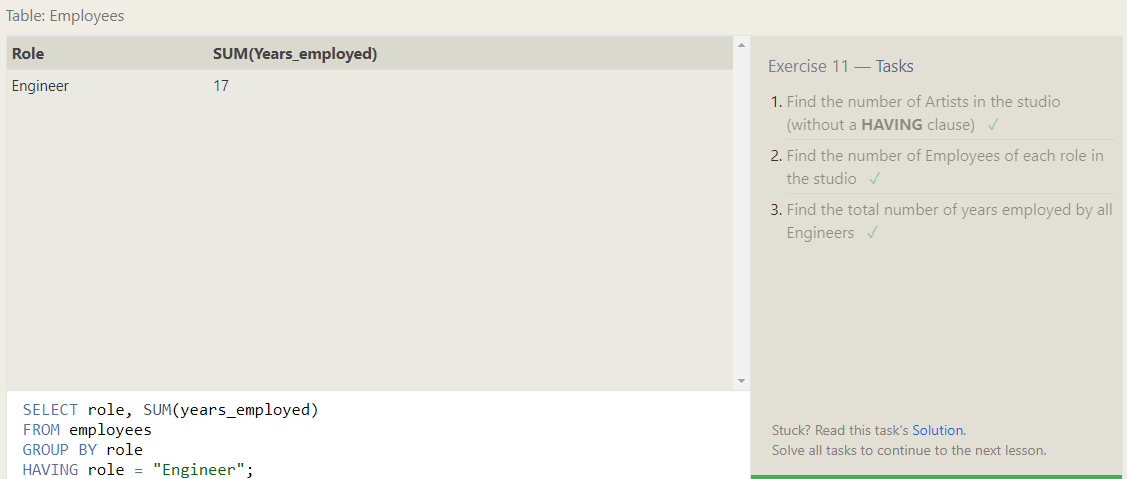 Table: Employees
Role SUM(Years_employed)
Engineer 17
SELECT role, SUM(years_employed)
FROM employees
GROUP BY role
HAVING role = "Engineer";
Exercise 11 — Tasks
1. Find the number of Artists in the studio
(without a HAVING clause) ✓
2. Find the number of Employees of each role in
the studio ✓
3. Find the total number of years employed by all
Engineers ✓
Stuck? Read this task's Solution.
Solve all tasks to continue to the next lesson.